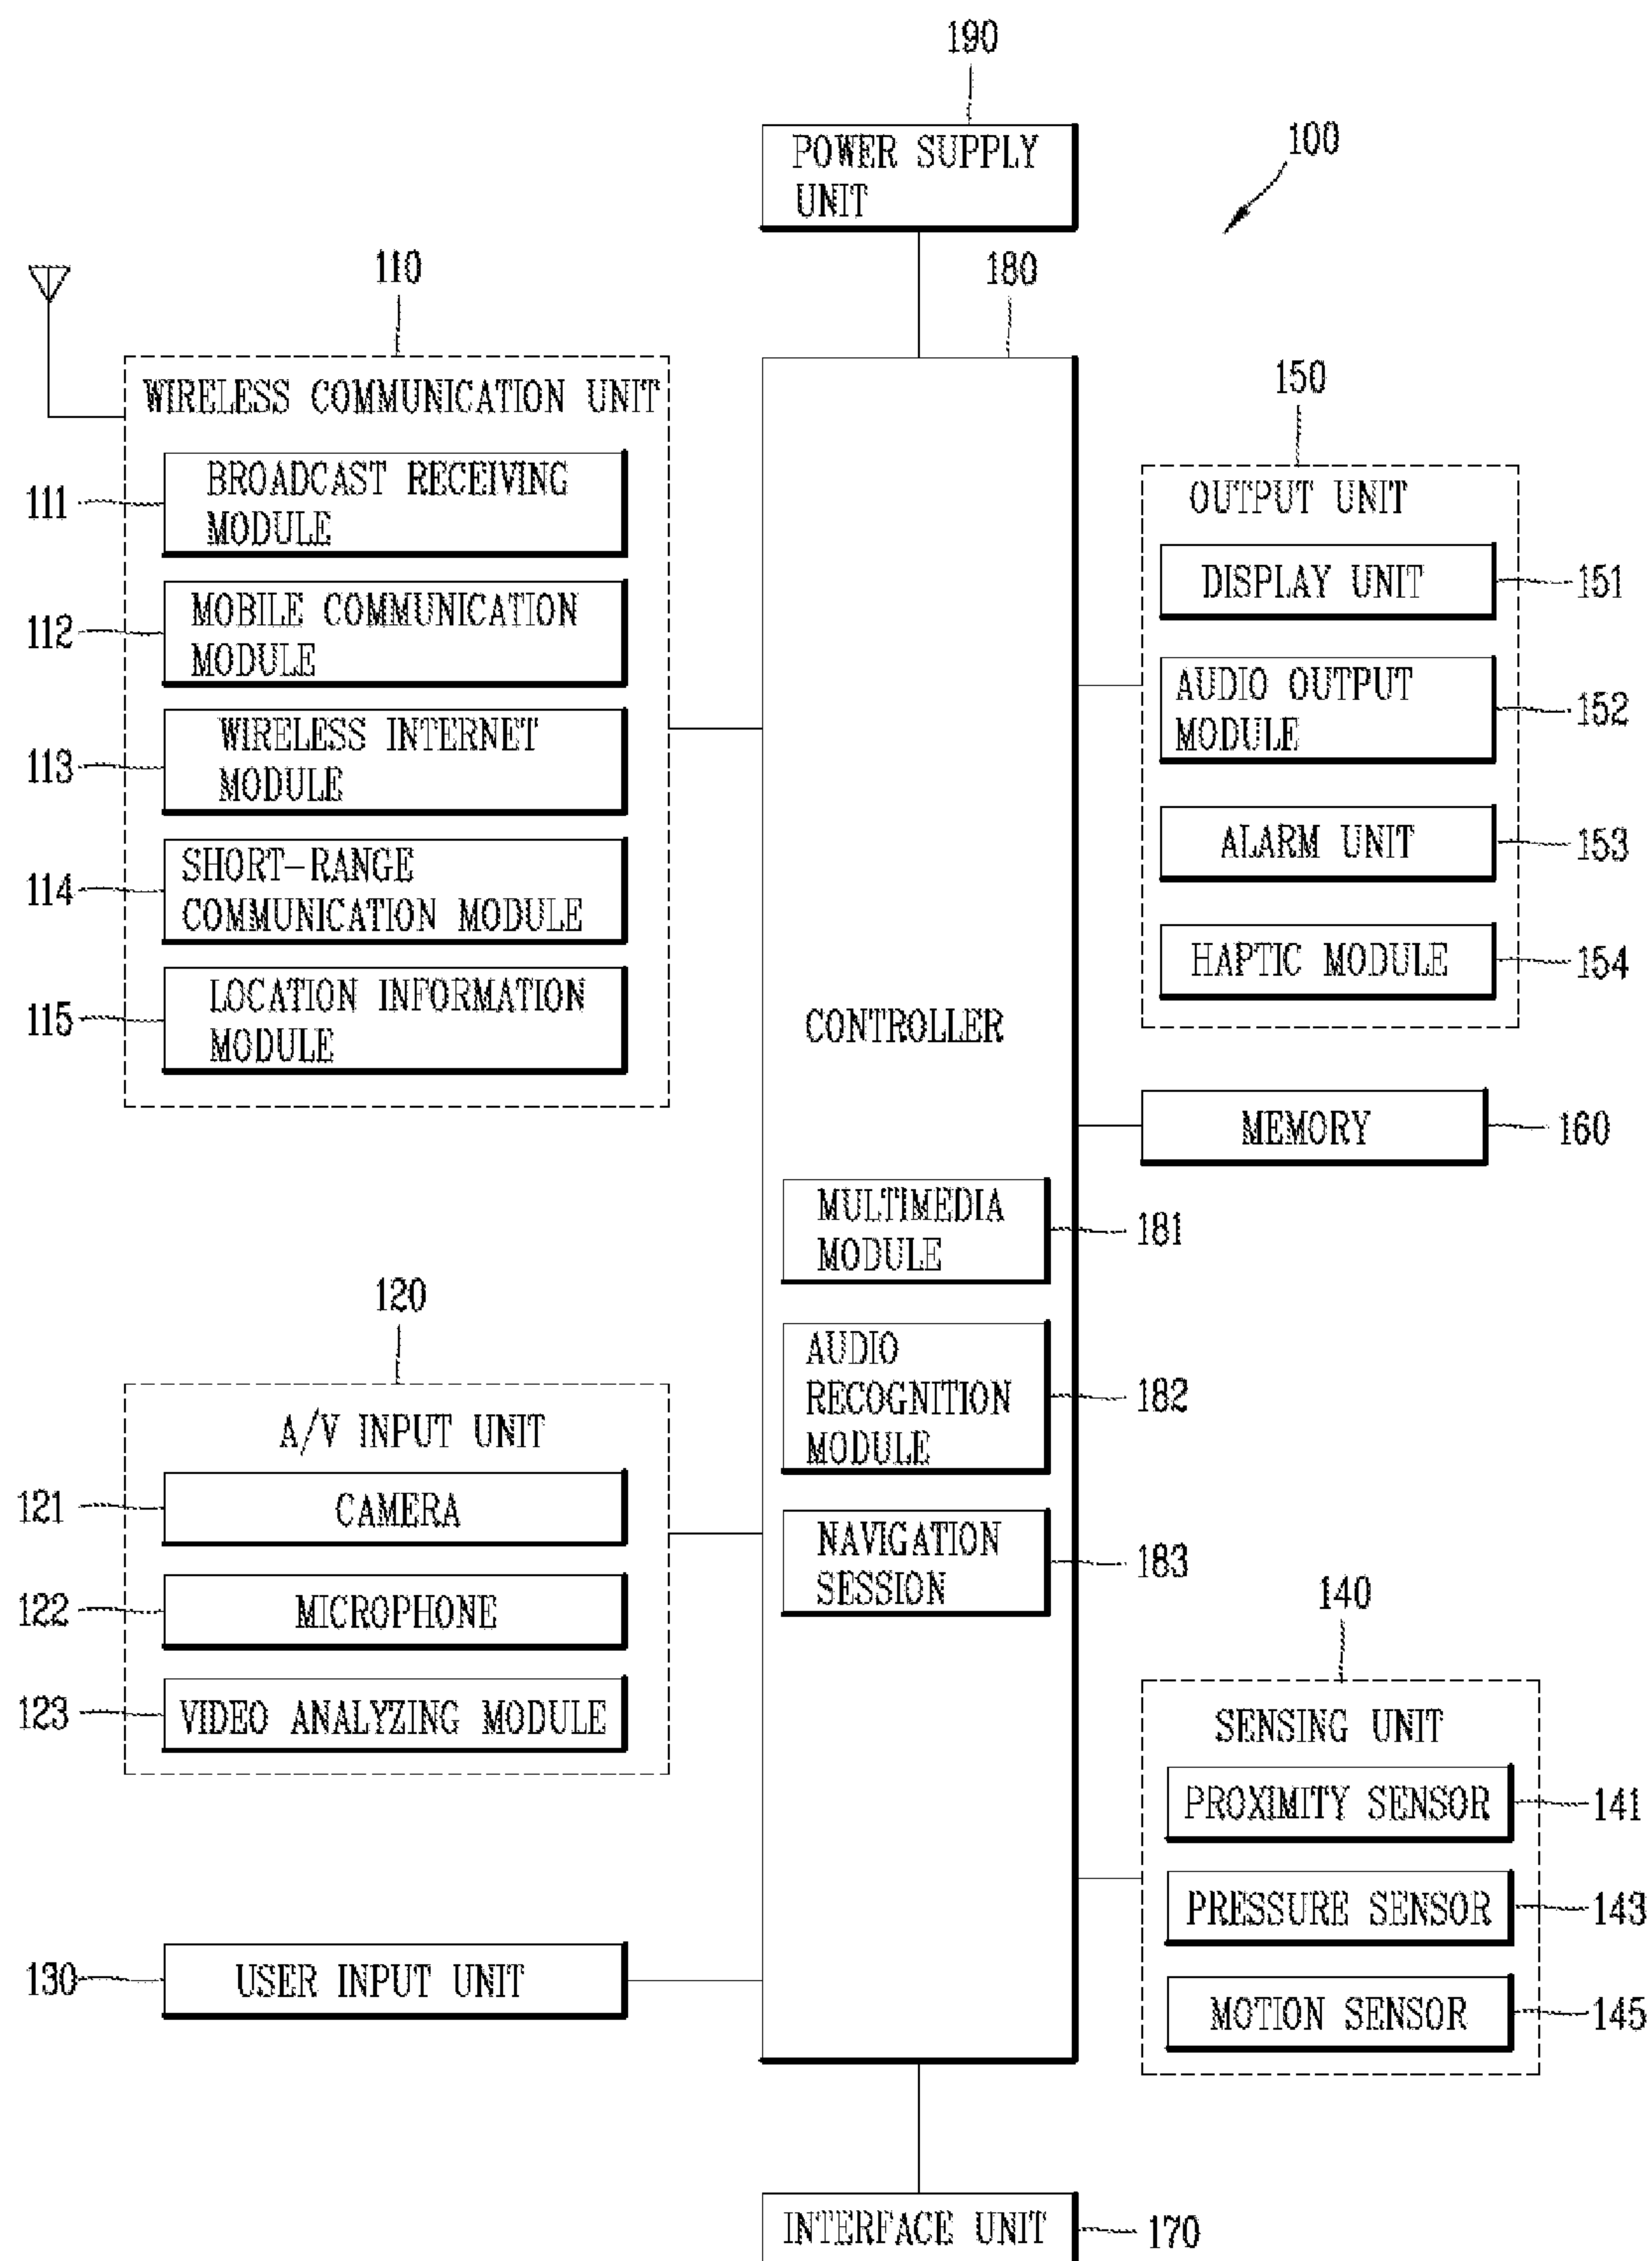 190
POWER SUPPLY
UNIT
100
110
180
WIRELESS COMMUNICATION UNIT
111
BROADCAST RECEIVING
MODULE
112
MOBILE COMMUNICATION
MODULE
113
WIRELESS INTERNET
MODULE
114
SHORT-RANGE
COMMUNICATION MODULE
115
LOCATION INFORMATION
MODULE
150
OUTPUT UNIT
DISPLAY UNIT
151
AUDIO OUTPUT
MODULE
152
ALARM UNIT
153
HAPTIC MODULE
154
CONTROLLER
MEMORY
160
MULTIMEDIA
MODULE
181
AUDIO
RECOGNITION
MODULE
182
NAVIGATION
SESSION
183
120
A/V INPUT UNIT
121
CAMERA
122
MICROPHONE
123
VIDEO ANALYZING MODULE
140
SENSING UNIT
PROXIMITY SENSOR
141
PRESSURE SENSOR
143
MOTION SENSOR
145
130
USER INPUT UNIT
INTERFACE UNIT
170